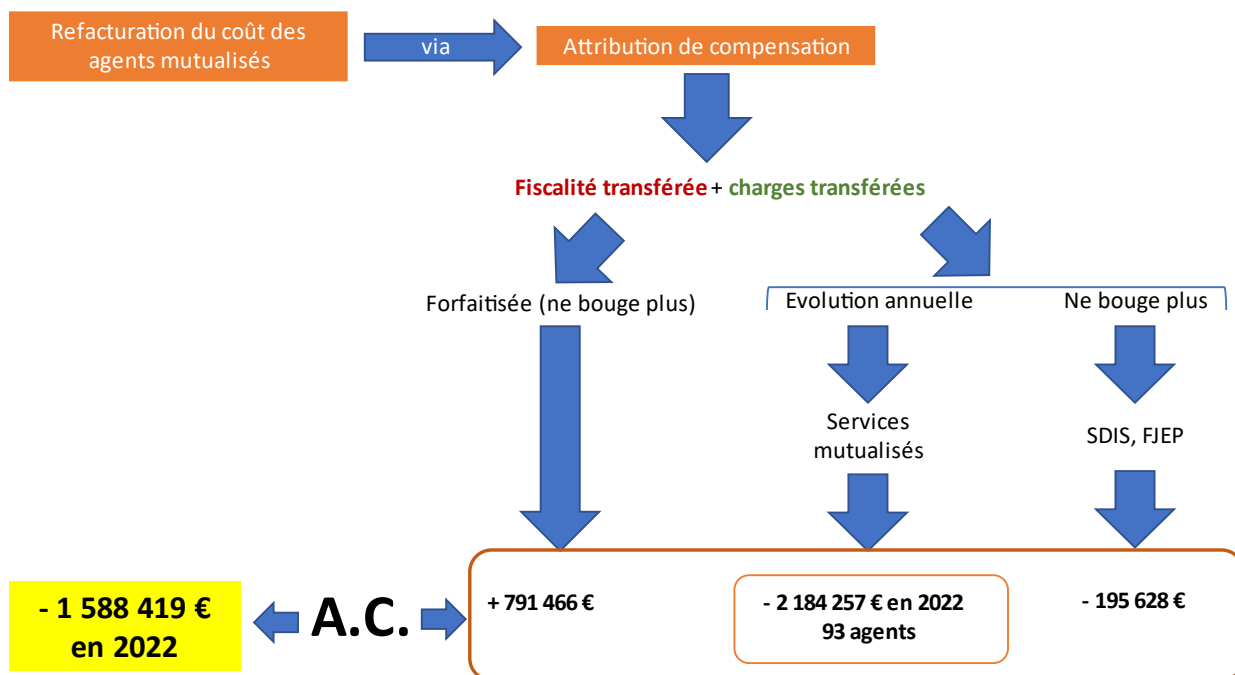 Refacturation du coût des
agents mutualisés
via
Attribution de compensation
Fiscalité transférée + charges transférées
Forfaitisée (ne bouge plus)
Evolution annuelle
Ne bouge plus
Services
mutualisés
SDIS, FJEP
- 1 588 419 €
en 2022
A.C.
+ 791 466 €
- 2 184 257 € en 2022
93 agents
- 195 628 €